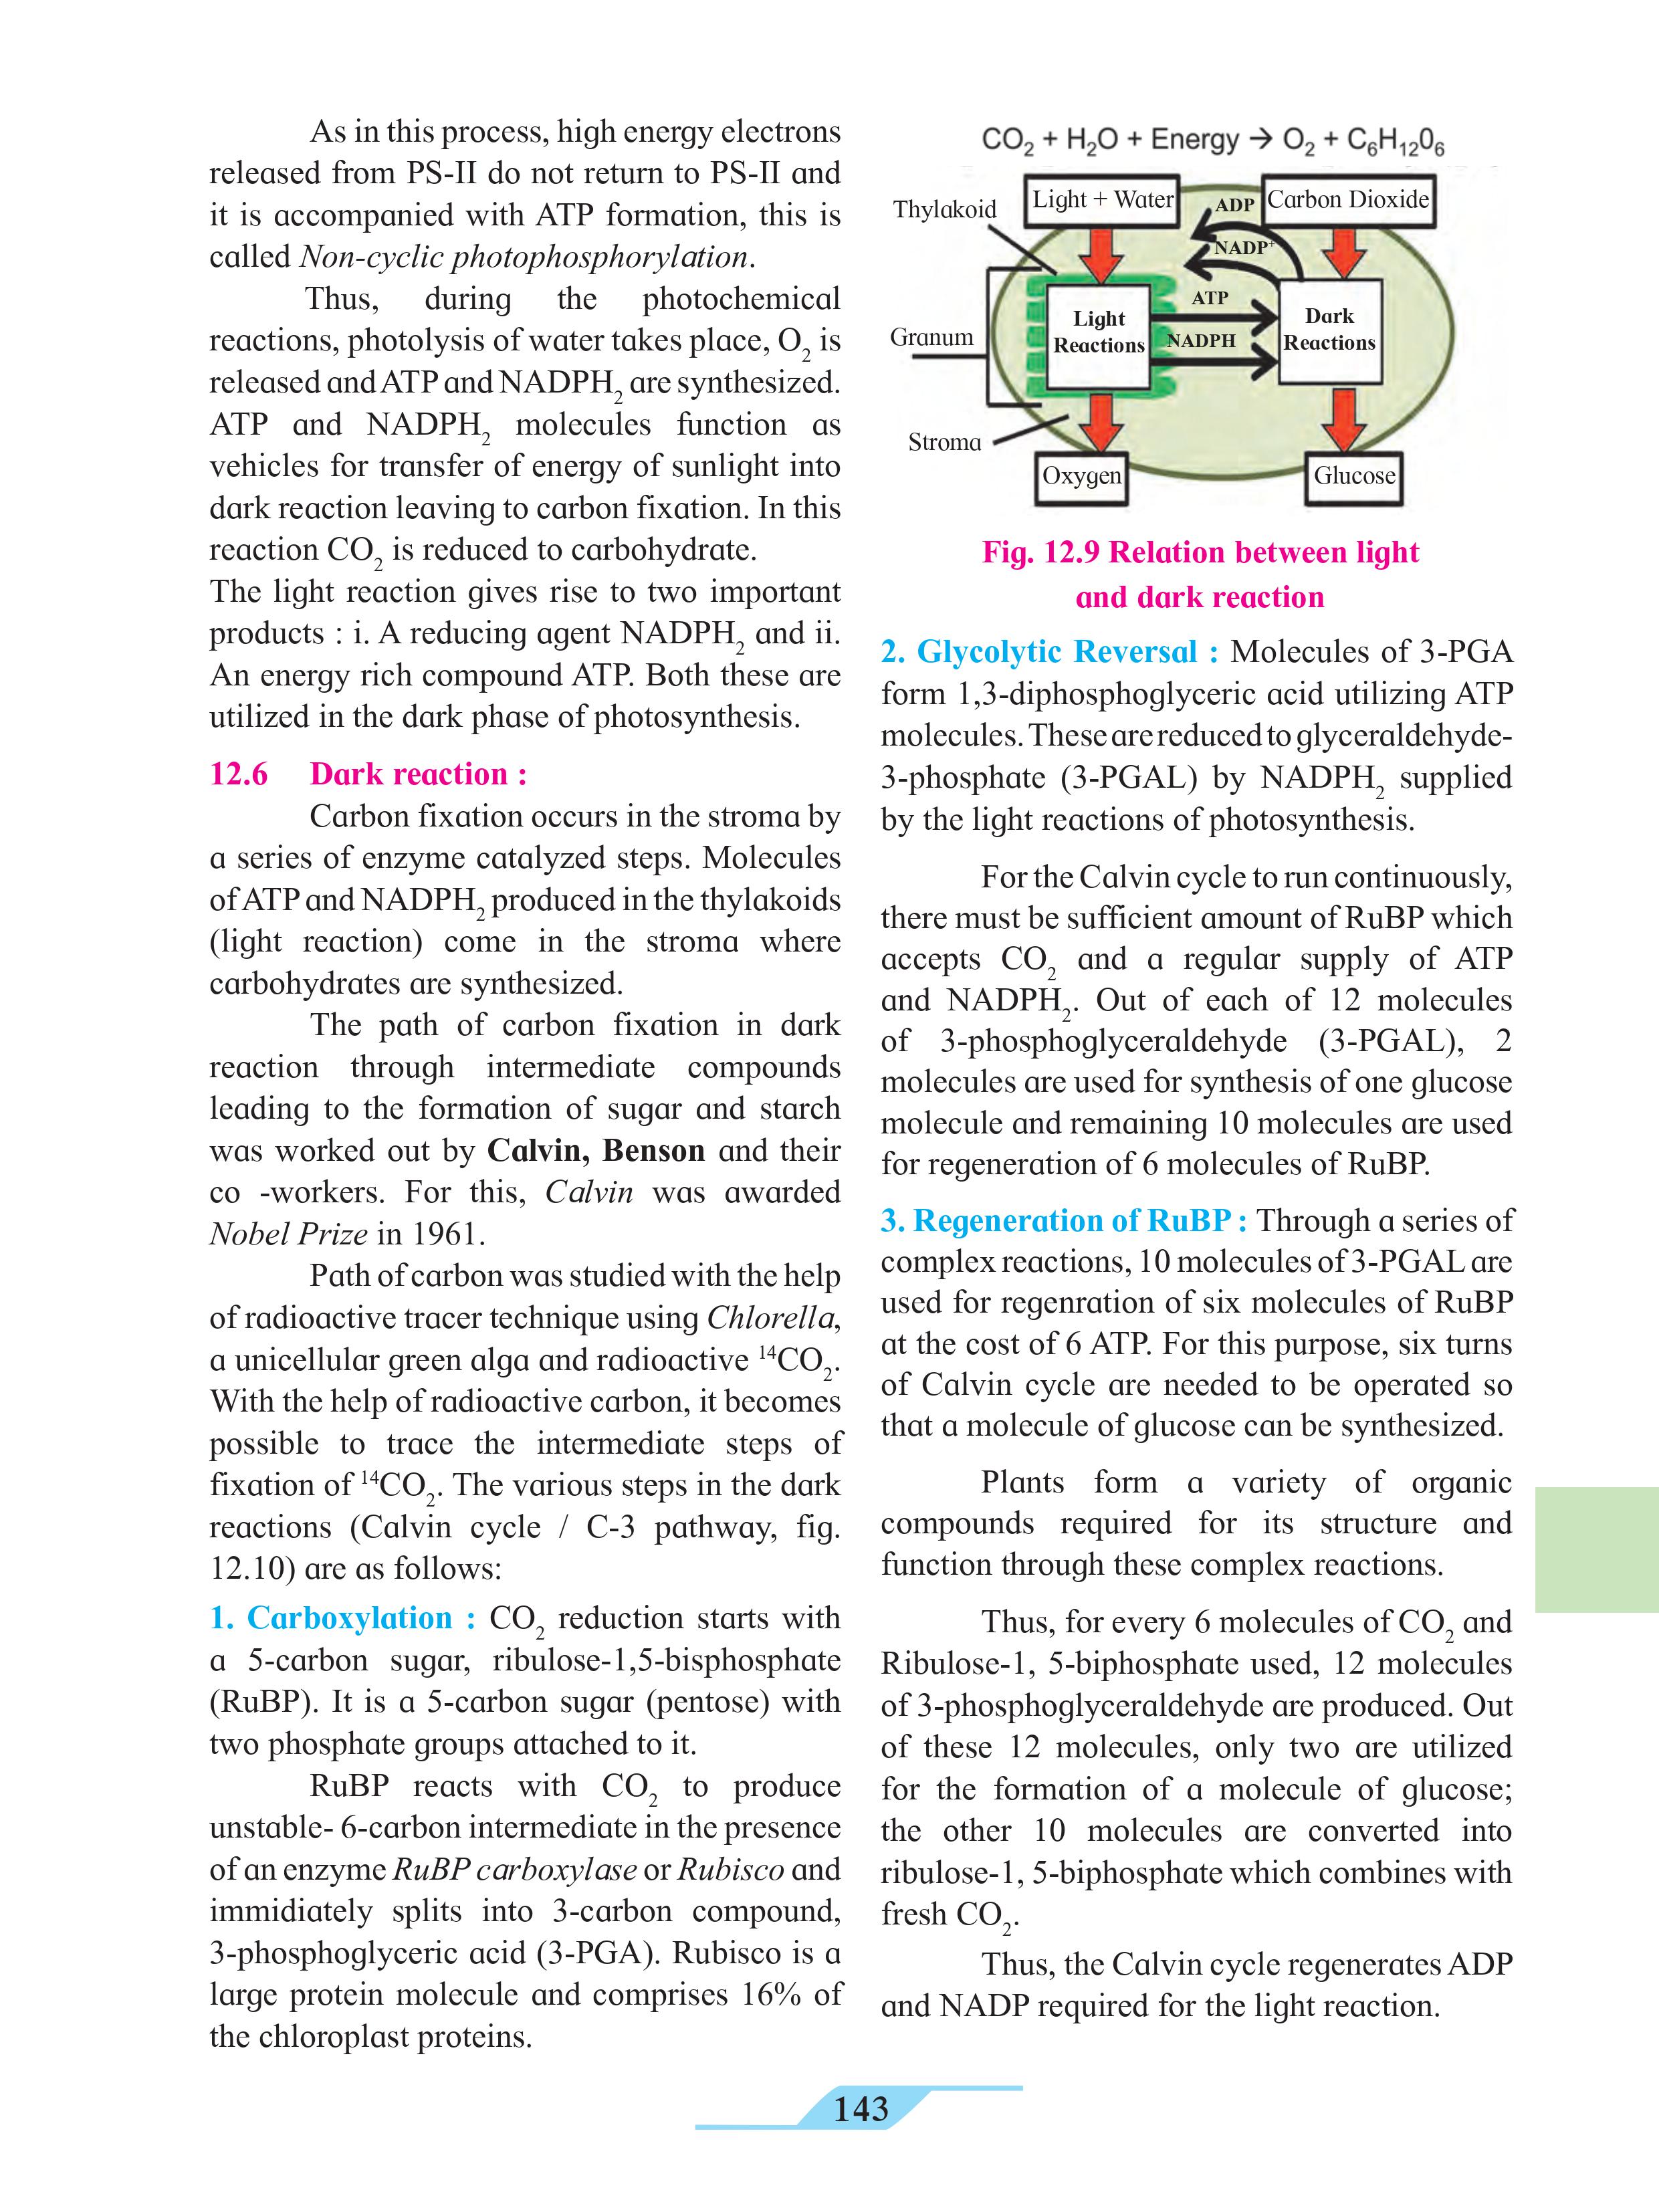 As in this process, high energy electrons
released from PS-II do not return to PS-II and
it is accompanied with ATP formation, this is
called Non-cyclic photophosphorylation.
Thus, during the photochemical
reactions, photolysis of water takes place, O₂ is
released and ATP and NADPH₂ are synthesized.
ATP and NADPH₂ molecules function as
vehicles for transfer of energy of sunlight into
dark reaction leaving to carbon fixation. In this
reaction CO₂ is reduced to carbohydrate.
The light reaction gives rise to two important
products : i. A reducing agent NADPH₂ and ii.
An energy rich compound ATP. Both these are
utilized in the dark phase of photosynthesis.
12.6 Dark reaction :
Carbon fixation occurs in the stroma by
a series of enzyme catalyzed steps. Molecules
of ATP and NADPH₂ produced in the thylakoids
(light reaction) come in the stroma where
carbohydrates are synthesized.
The path of carbon fixation in dark
reaction through intermediate compounds
leading to the formation of sugar and starch
was worked out by Calvin, Benson and their
co -workers. For this, Calvin was awarded
Nobel Prize in 1961.
Path of carbon was studied with the help
of radioactive tracer technique using Chlorella,
a unicellular green alga and radioactive ¹⁴CO₂.
With the help of radioactive carbon, it becomes
possible to trace the intermediate steps of
fixation of ¹⁴CO₂. The various steps in the dark
reactions (Calvin cycle / C-3 pathway, fig.
12.10) are as follows:
1. Carboxylation : CO₂ reduction starts with
a 5-carbon sugar, ribulose-1,5-bisphosphate
(RuBP). It is a 5-carbon sugar (pentose) with
two phosphate groups attached to it.
RuBP reacts with CO₂ to produce
unstable- 6-carbon intermediate in the presence
of an enzyme RuBP carboxylase or Rubisco and
immidiately splits into 3-carbon compound,
3-phosphoglyceric acid (3-PGA). Rubisco is a
large protein molecule and comprises 16% of
the chloroplast proteins.
CO₂ + H₂O + Energy → O₂ + C₆H₁₂0₆
Thylakoid
Light + Water
ADP
Carbon Dioxide
NADP⁺
ATP
Light
Reactions
Dark
Reactions
Granum
NADPH
Stroma
Oxygen
Glucose
Fig. 12.9 Relation between light
and dark reaction
2. Glycolytic Reversal : Molecules of 3-PGA
form 1,3-diphosphoglyceric acid utilizing ATP
molecules. These are reduced to glyceraldehyde-
3-phosphate (3-PGAL) by NADPH₂ supplied
by the light reactions of photosynthesis.
For the Calvin cycle to run continuously,
there must be sufficient amount of RuBP which
accepts CO₂ and a regular supply of ATP
and NADPH₂. Out of each of 12 molecules
of 3-phosphoglyceraldehyde (3-PGAL), 2
molecules are used for synthesis of one glucose
molecule and remaining 10 molecules are used
for regeneration of 6 molecules of RuBP.
3. Regeneration of RuBP : Through a series of
complex reactions, 10 molecules of 3-PGAL are
used for regenration of six molecules of RuBP
at the cost of 6 ATP. For this purpose, six turns
of Calvin cycle are needed to be operated so
that a molecule of glucose can be synthesized.
Plants form a variety of organic
compounds required for its structure and
function through these complex reactions.
Thus, for every 6 molecules of CO₂ and
Ribulose-1, 5-biphosphate used, 12 molecules
of 3-phosphoglyceraldehyde are produced. Out
of these 12 molecules, only two are utilized
for the formation of a molecule of glucose;
the other 10 molecules are converted into
ribulose-1, 5-biphosphate which combines with
fresh CO₂.
Thus, the Calvin cycle regenerates ADP
and NADP required for the light reaction.
143